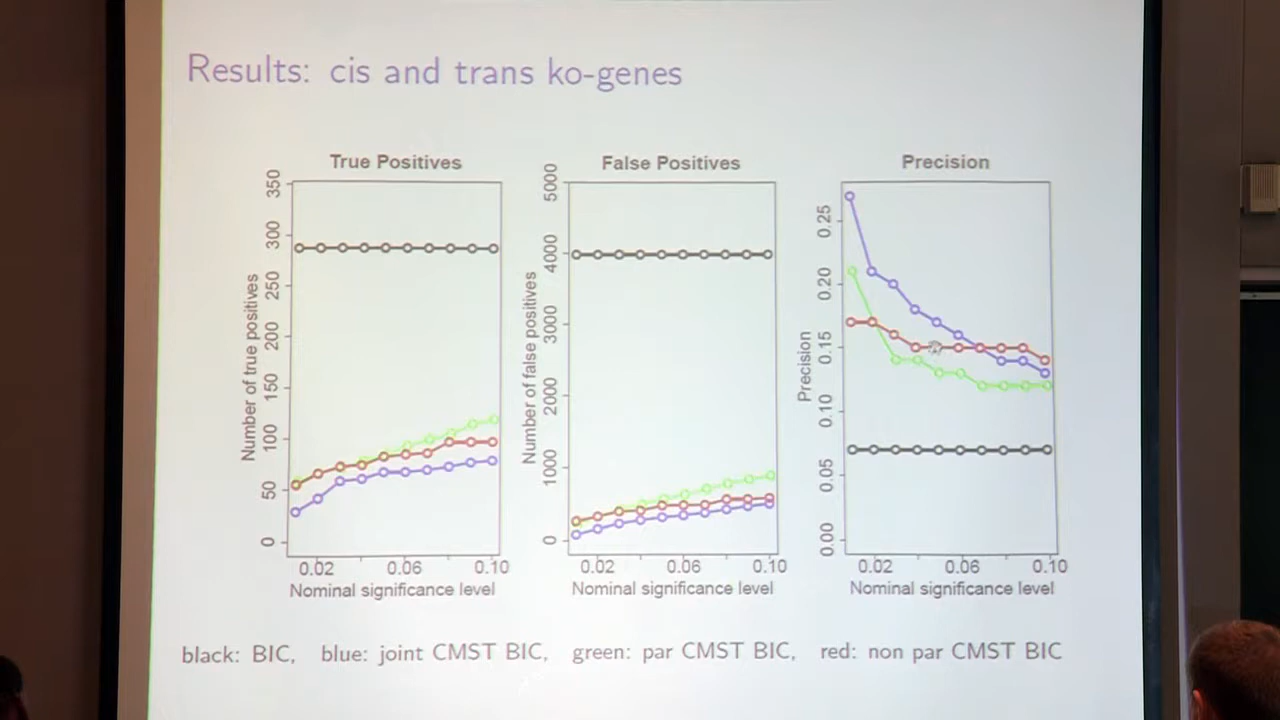 Results: cis and trans ko-genes
True Positives
False Positives
Precision
Number of true positives
350
300
250
200
150
100
50
0
0.02
0.06
0.10
Nominal significance level
Number of false positives
5000
4000
3000
2000
1000
0
0.02
0.06
0.10
Nominal significance level
Precision
0.25
0.20
0.15
0.10
0.05
0.00
0.02
0.06
0.10
Nominal significance level
black: BIC, blue: joint CMST BIC, green: par CMST BIC, red: non par CMST BIC